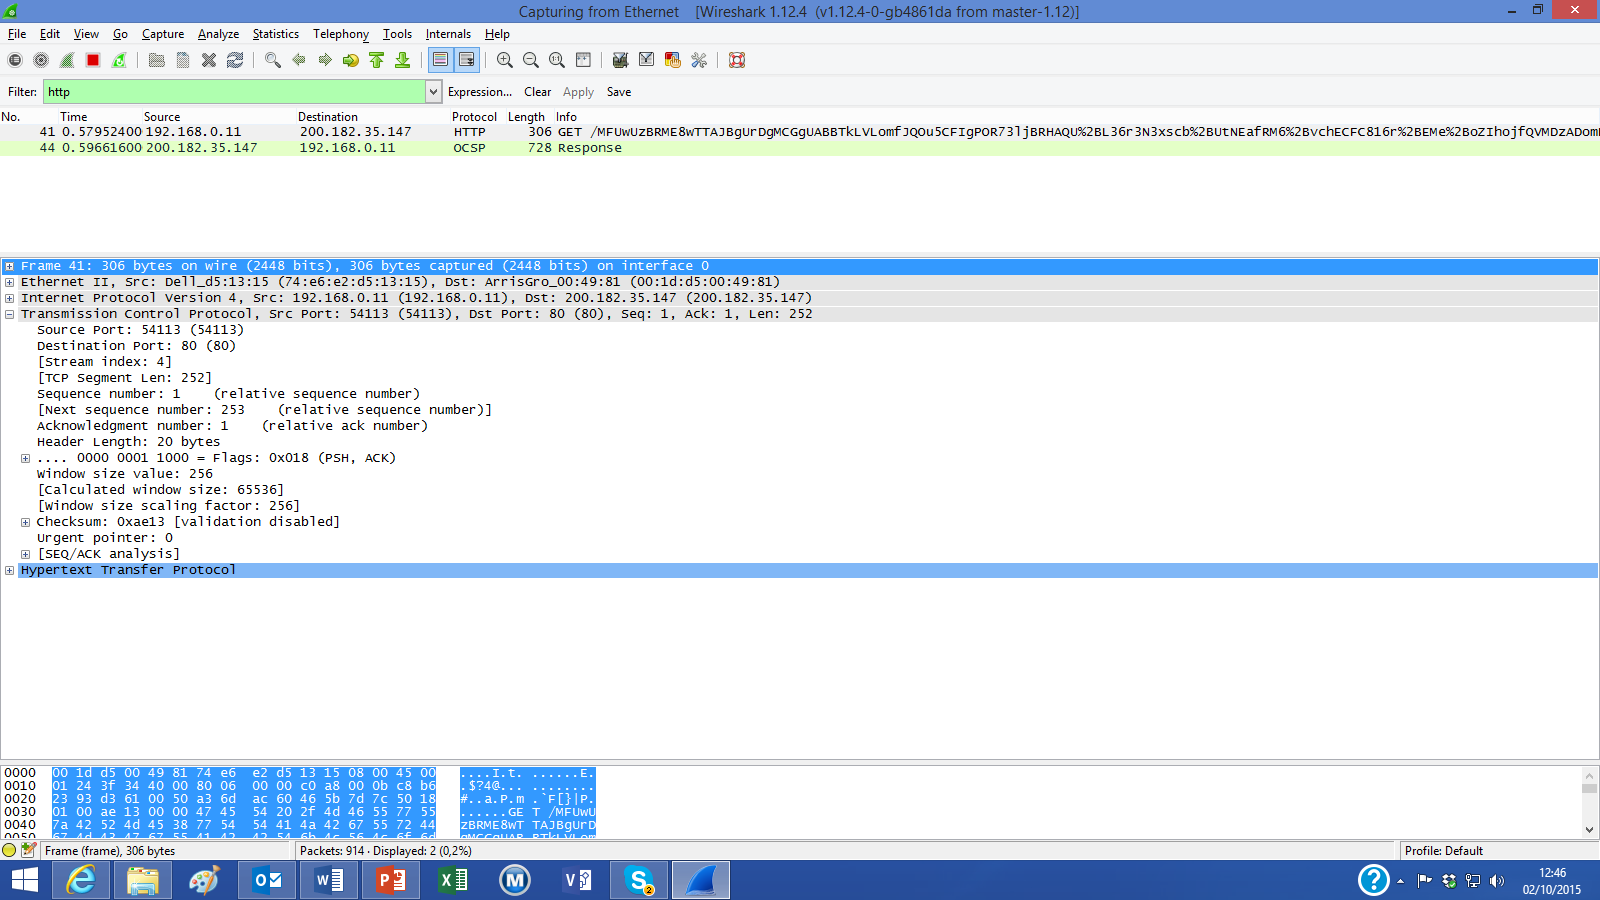 Capturing from Ethernet [Wireshark 1.12.4 (v1.12.4-0-gb4861da from master-1.12)]
File Edit View Go Capture Analyze Statistics Telephony Tools Internals Help
Filter: http Expression... Clear Apply Save
No. Time Source Destination Protocol Length Info
41 0.57952400 192.168.0.11 200.182.35.147 HTTP 306 GET
44 0.59661600 200.182.35.147 192.168.0.11 OCSP 728 Response
Frame 41: 306 bytes on wire (2448 bits), 306 bytes captured (2448 bits) on interface 0
Ethernet II, Src: Dell_d5:13:15 (74:e6:e2:d5:13:15), Dst: ArrisGro_00:49:81 (00:1d:d5:00:49:81)
Internet Protocol Version 4, Src: 192.168.0.11 (192.168.0.11), Dst: 200.182.35.147 (200.182.35.147)
Transmission Control Protocol, Src Port: 54113 (54113), Dst Port: 80 (80), Seq: 1, Ack: 1, Len: 252
Source Port: 54113 (54113)
Destination Port: 80 (80)
[Stream index: 4]
[TCP Segment Len: 252]
Sequence number: 1 (relative sequence number)
[Next sequence number: 253 (relative sequence number)]
Acknowledgment number: 1 (relative ack number)
Header Length: 20 bytes
.... 0000 0001 1000 = Flags: 0x018 (PSH, ACK)
Window size value: 256
[Calculated window size: 65536]
[Window size scaling factor: 256]
Checksum: 0xae13 [validation disabled]
Urgent pointer: 0
[SEQ/ACK analysis]
Hypertext Transfer Protocol
0000 00 1d d5 00 49 81 74 e6 e2 d5 13 15 08 00 45 00 ....I.t. ......E.
0010 01 24 3f 34 40 00 80 06 00 00 c0 a8 00 0b c8 b6 .$?4@... ........
0020 23 93 d3 61 00 50 a3 6d ac 60 46 5b 7d 7c 50 18 #..a.P.m .`F[}|P.
0030 01 00 ae 13 00 00 47 45 54 20 2f 4d 46 55 77 55 ......GE T /MFUwU
0040 7a 42 52 4d 45 38 77 54 54 41 4a 42 67 55 72 44 zBRME8wT TAJBgUrD
Frame (frame), 306 bytes Packets: 914 · Displayed: 2 (0,2%) Profile: Default
12:46
02/10/2015